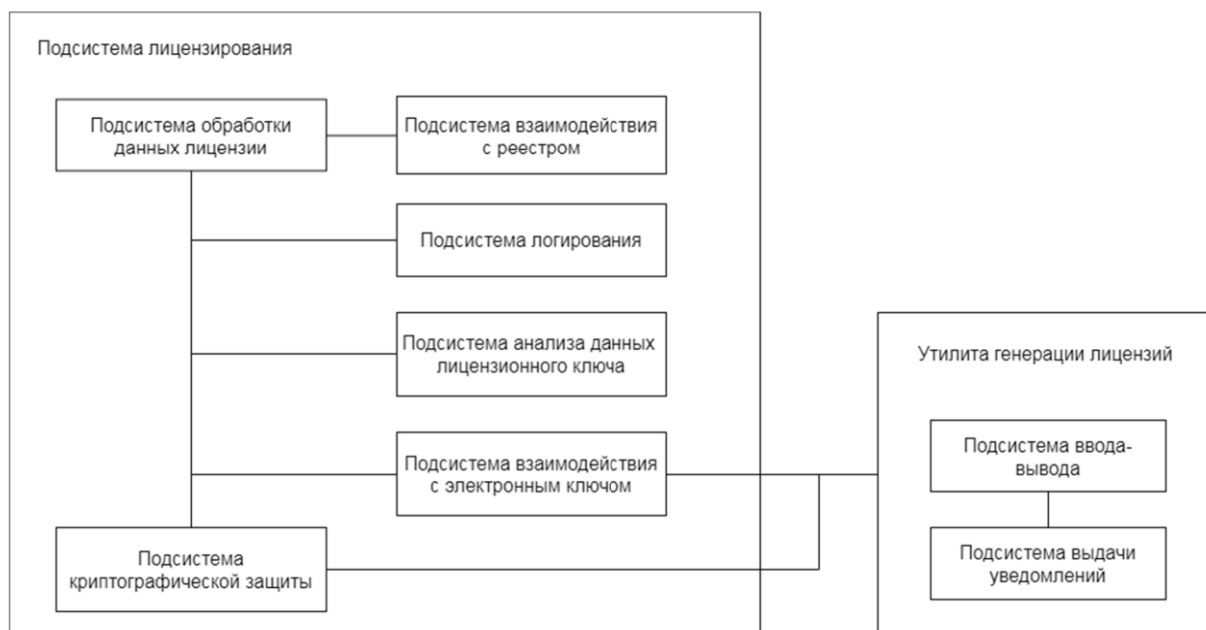 Подсистема лицензирования
Подсистема обработки
данных лицензии
Подсистема взаимодействия
с реестром
Подсистема логирования
Подсистема анализа данных
лицензионного ключа
Подсистема взаимодействия
с электронным ключом
Подсистема
криптографической защиты
Утилита генерации лицензий
Подсистема ввода-
вывода
Подсистема выдачи
уведомлений